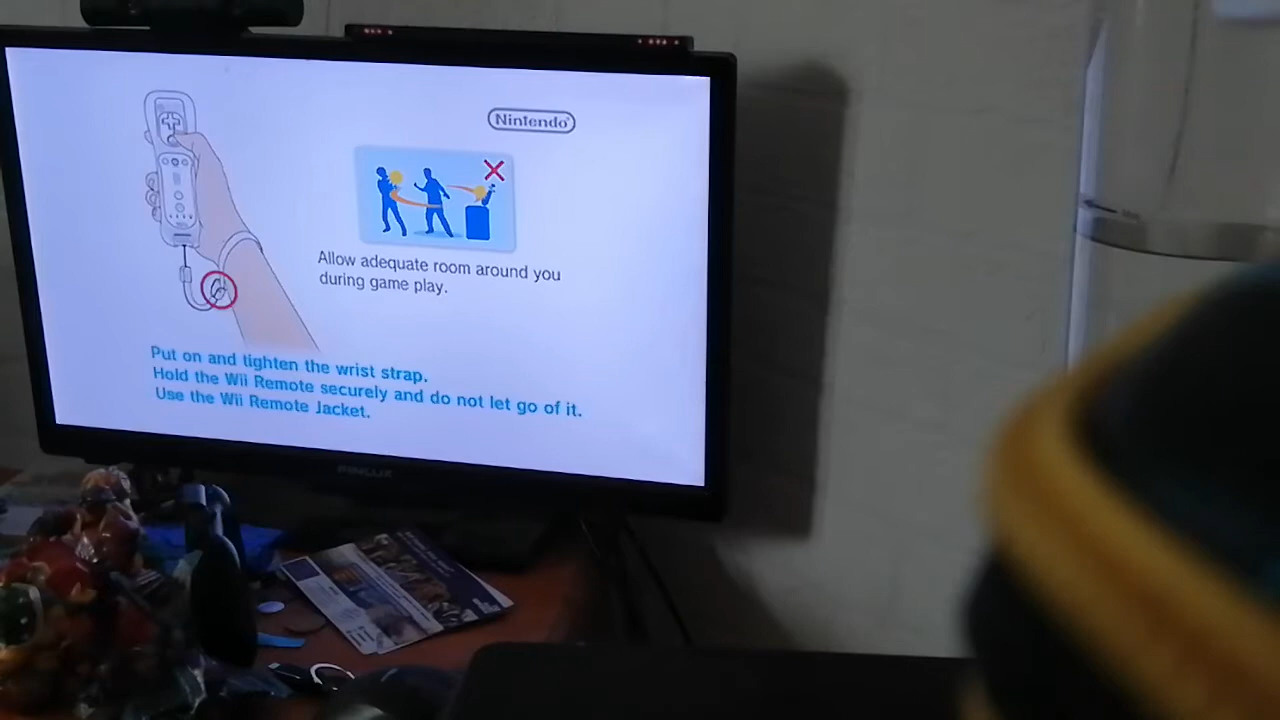 Nintendo
Allow adequate room around you
during game play.
Put on and tighten the wrist strap.
Hold the Wii Remote securely and do not let go of it.
Use the Wii Remote Jacket.
FINLUX